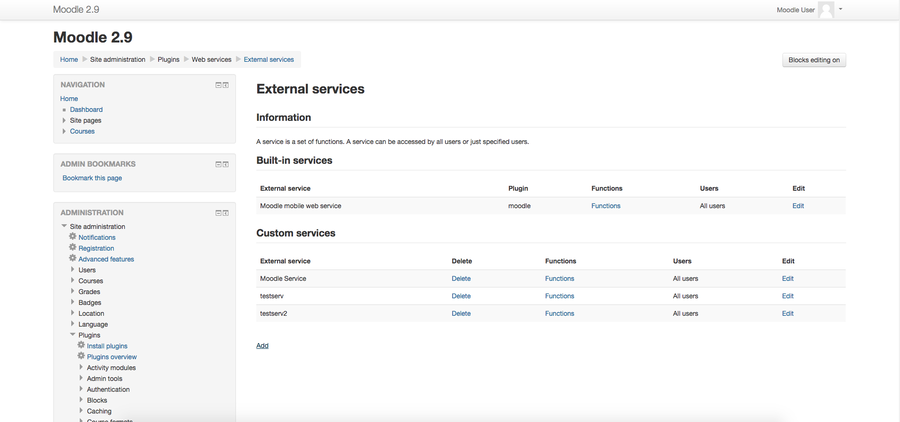 Moodle 2.9
Moodle User
Moodle 2.9
Home Site administration Plugins Web services External services
Blocks editing on
NAVIGATION
Home
Dashboard
Site pages
Courses
ADMIN BOOKMARKS
Bookmark this page
ADMINISTRATION
Site administration
Notifications
Registration
Advanced features
Users
Courses
Grades
Badges
Location
Language
Plugins
Install plugins
Plugins overview
Activity modules
Admin tools
Authentication
Blocks
Caching
Course formats
External services
Information
A service is a set of functions. A service can be accessed by all users or just specified users.
Built-in services
External service Plugin Functions Users Edit
Moodle mobile web service moodle Functions All users Edit
Custom services
External service Delete Functions Users Edit
Moodle Service Delete Functions All users Edit
testserv Delete Functions All users Edit
testserv2 Delete Functions All users Edit
Add